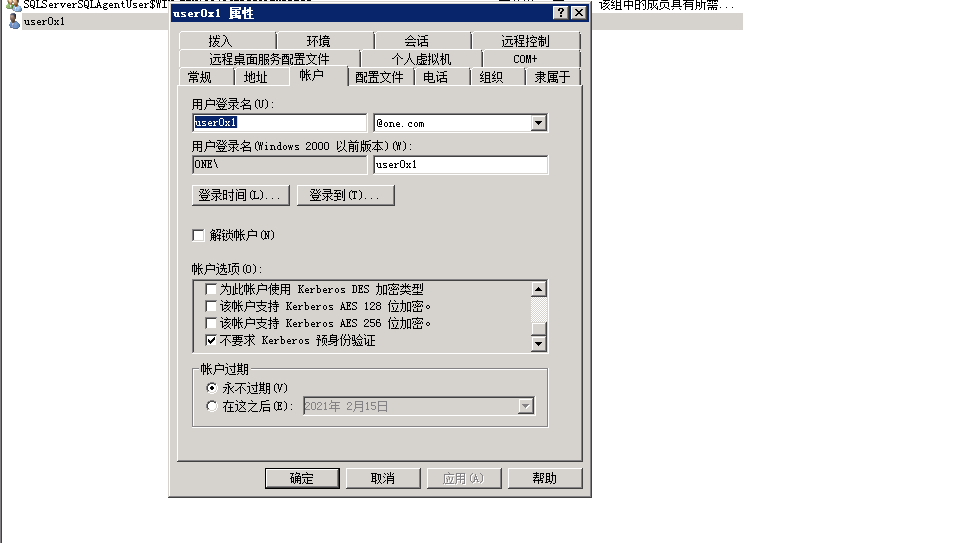 SQLServerSQLAgentUser$WI
该组中的成员具有所需...
user0x1
user0x1 属性
拨入 环境 会话 远程控制
远程桌面服务配置文件 个人虚拟机 COM+
常规 地址 帐户 配置文件 电话 组织 隶属于
用户登录名(U):
user0x1 @one.com
用户登录名(Windows 2000 以前版本)(W):
ONE\ user0x1
登录时间(L)... 登录到(T)...
解锁帐户(N)
帐户选项(O):
为此帐户使用 Kerberos DES 加密类型
该帐户支持 Kerberos AES 128 位加密。
该帐户支持 Kerberos AES 256 位加密。
不要求 Kerberos 预身份验证
帐户过期
永不过期(V)
在这之后(E): 2021年 2月15日
确定 取消 应用(A) 帮助